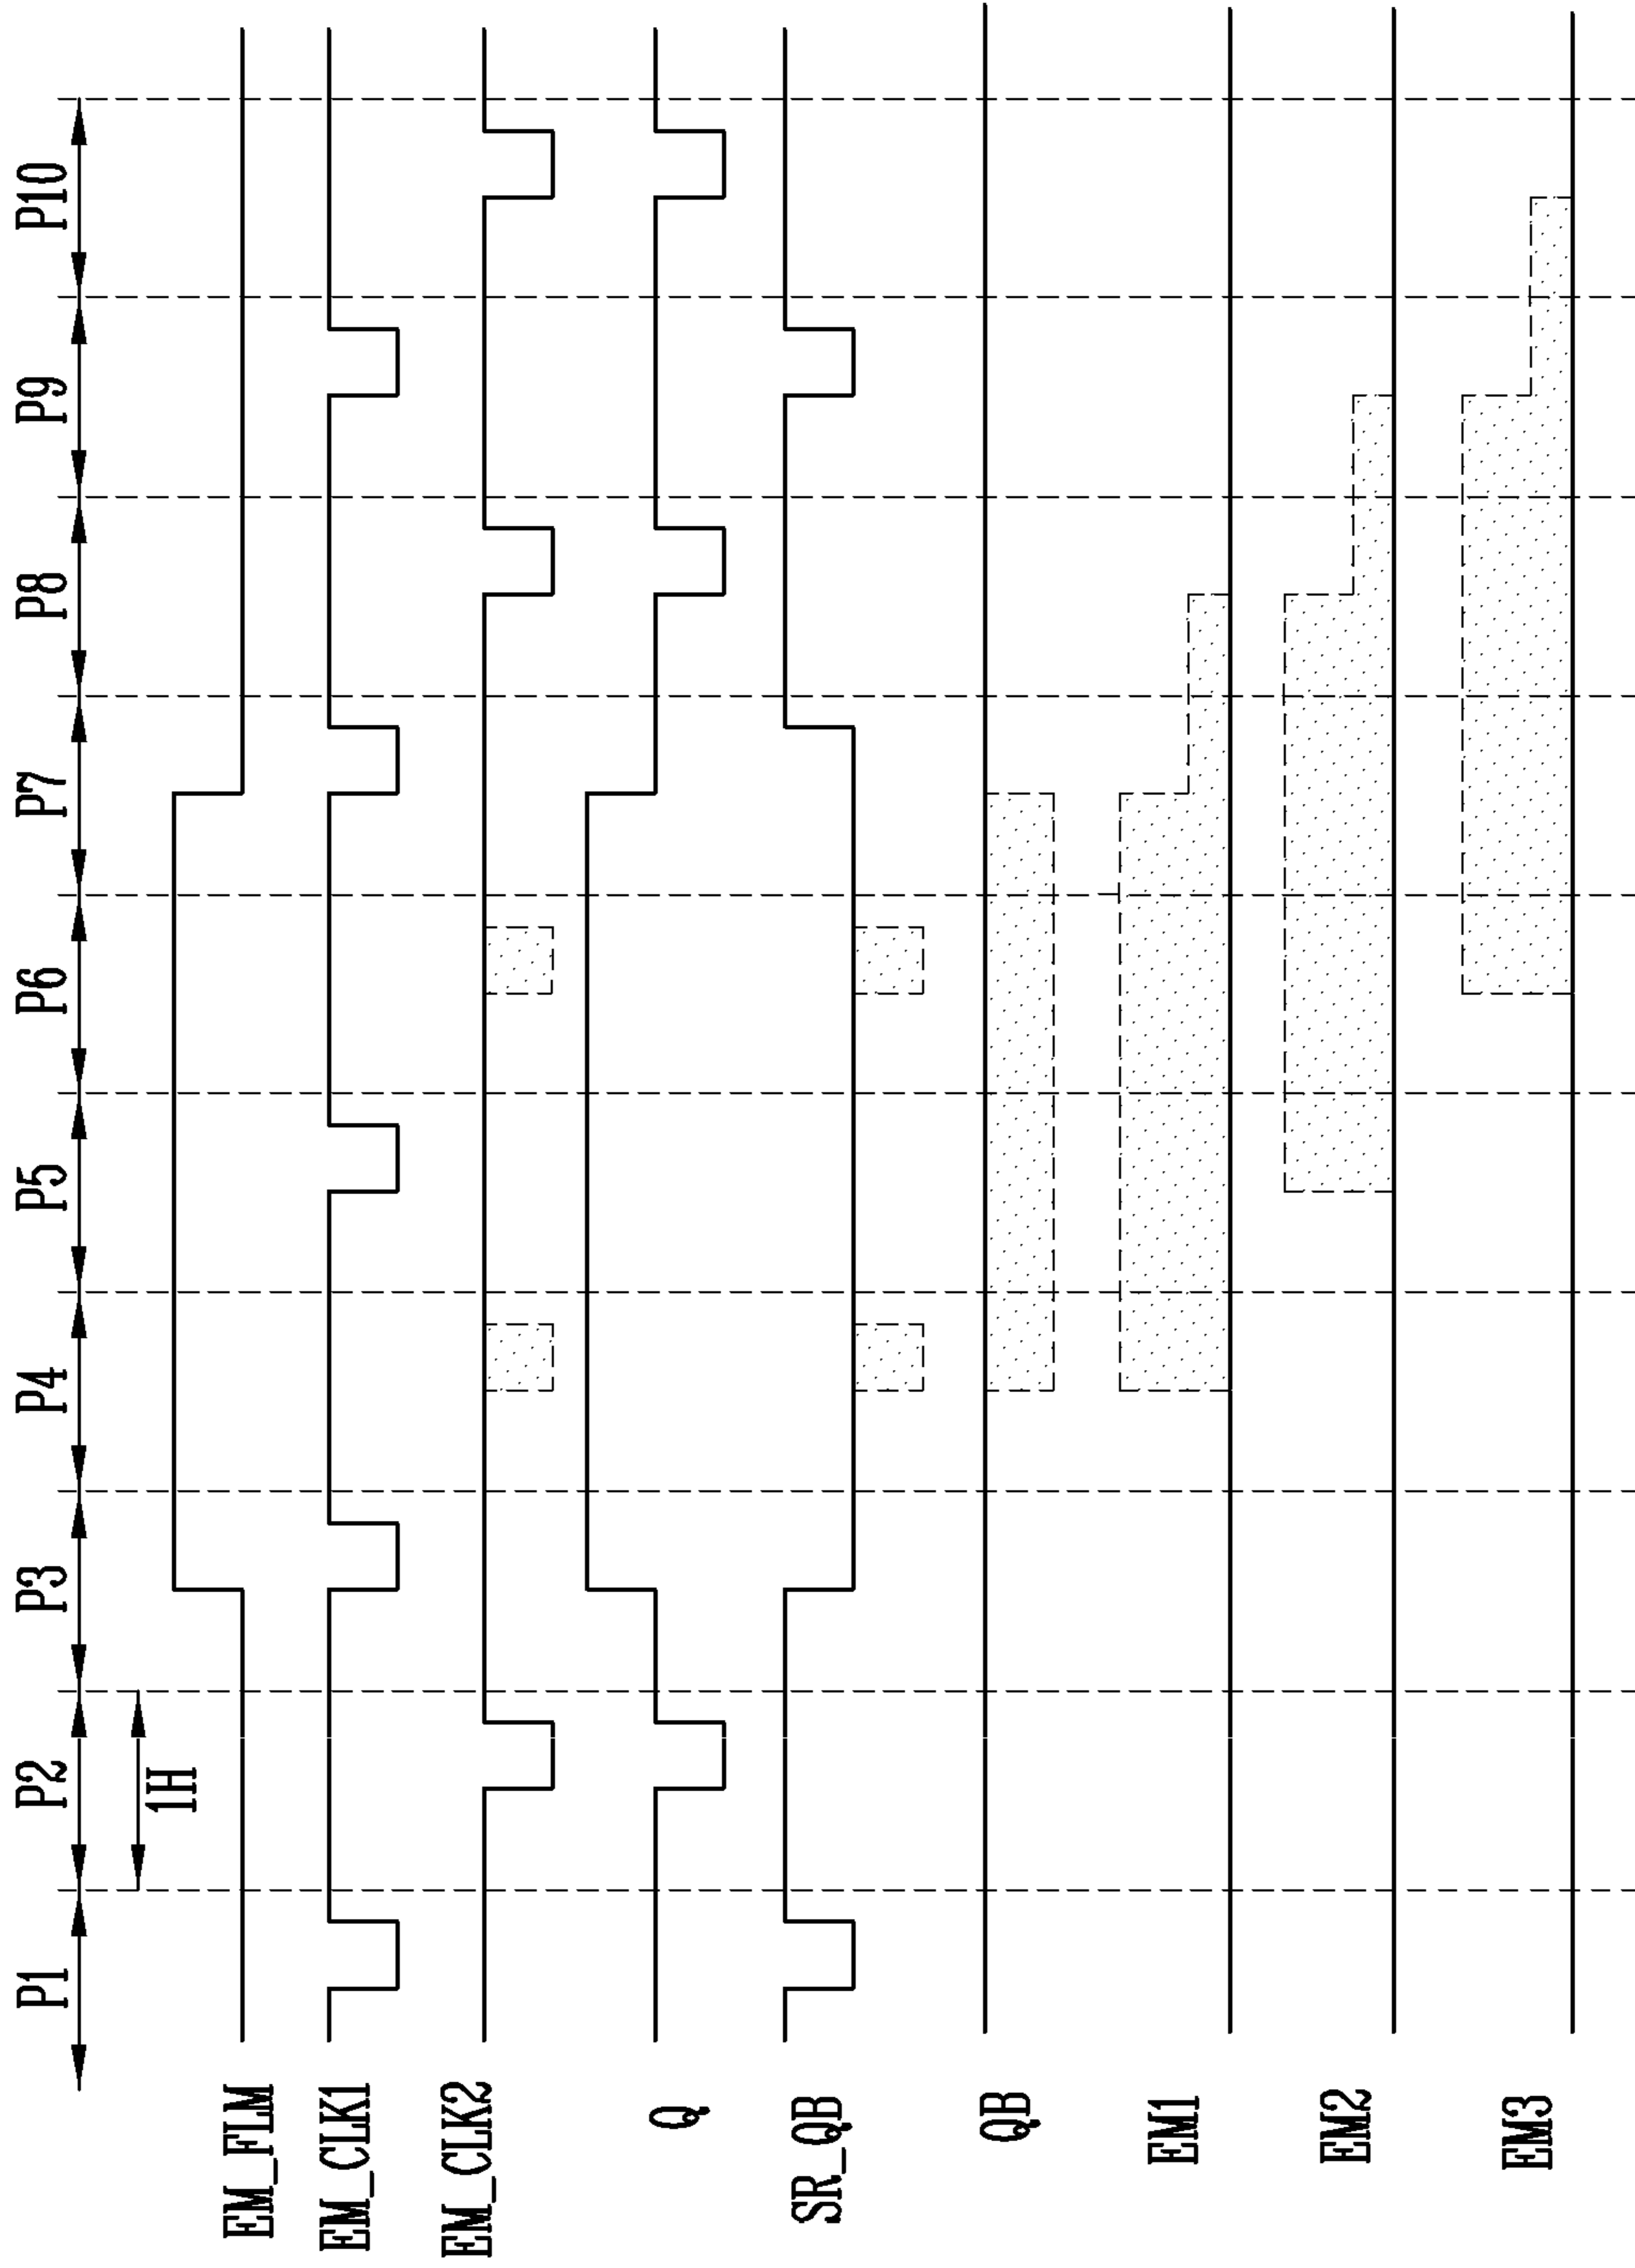 P1 P2 P3 P4 P5 P6 P7 P8 P9 P10
1H
EM_FLM
EM_CLK1
EM_CLK2
Q
SR_QB
QB
EM1
EM2
EM3